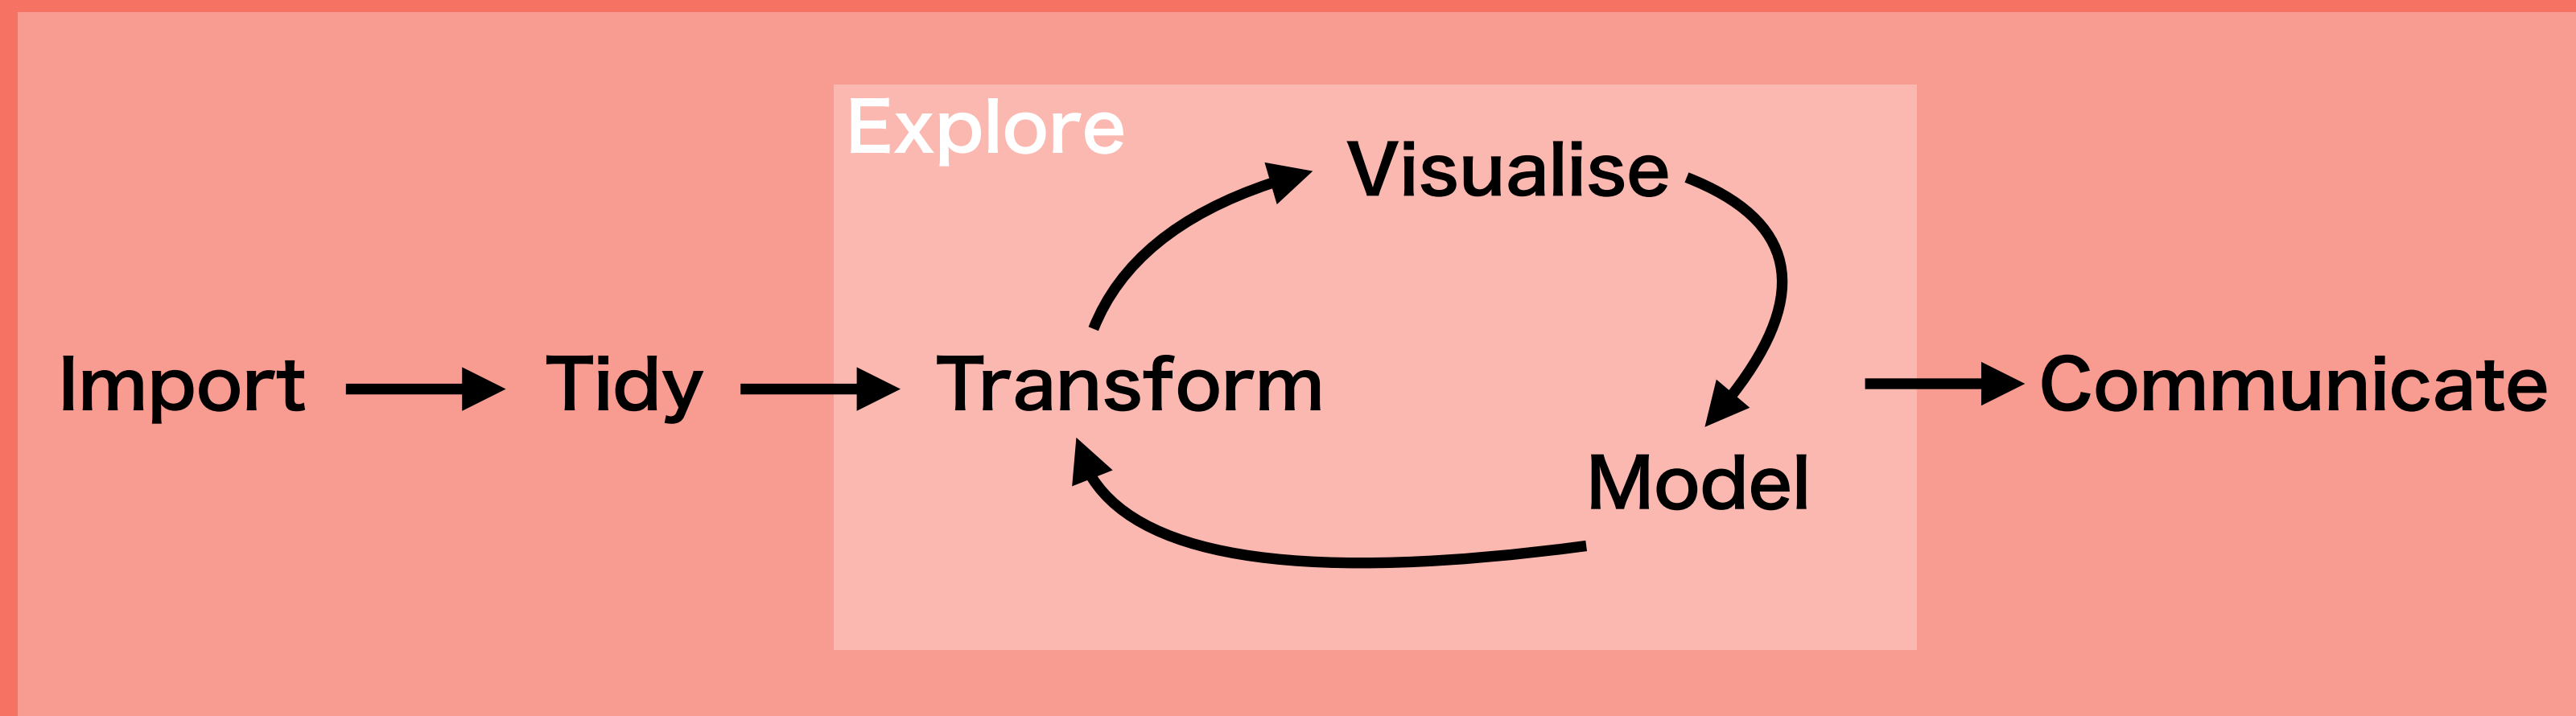 Explore
Visualise
Import
Tidy
Transform
Communicate
Model